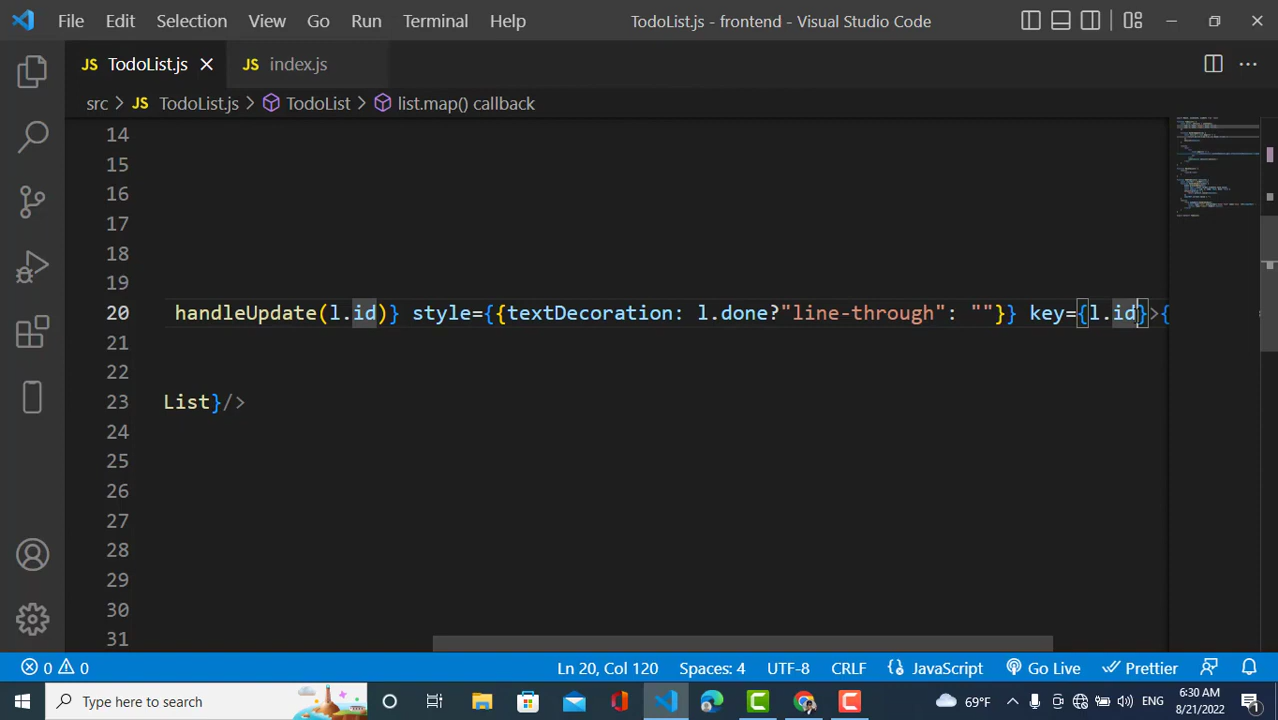 File Edit Selection View Go Run Terminal Help TodoList.js - frontend - Visual Studio Code
JS TodoList.js JS index.js
src > JS TodoList.js > TodoList > list.map() callback
14
15
16
17
18
19
20 handleUpdate(l.id)} style={{textDecoration: l.done?"line-through": ""}} key={l.id}>{
21
22
23 List}/>
24
25
26
27
28
29
30
31
0 0 Ln 20, Col 120 Spaces: 4 UTF-8 CRLF JavaScript Go Live Prettier
Type here to search 69°F ENG 6:30 AM
8/21/2022 1